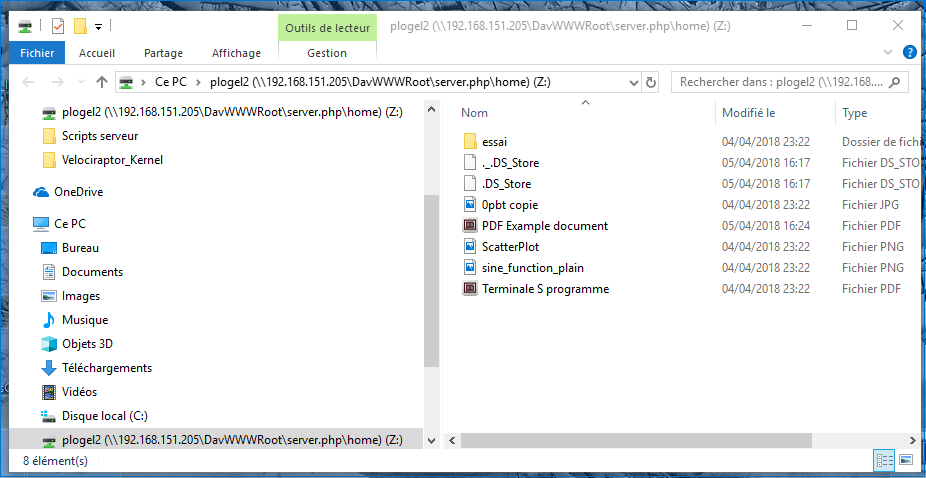 Outils de lecteur
plogel2 (\\192.168.151.205\DavWWWRoot\server.php\home) (Z:)
Fichier Accueil Partage Affichage Gestion
Ce PC plogel2 (\\192.168.151.205\DavWWWRoot\server.php\home) (Z:)
Rechercher dans : plogel2 (\\192.168....
plogel2 (\\192.168.151.205\DavWWWRoot\server.php\home) (Z:)
Scripts serveur
Velociraptor_Kernel
OneDrive
Ce PC
Bureau
Documents
Images
Musique
Objets 3D
Téléchargements
Vidéos
Disque local (C:)
plogel2 (\\192.168.151.205\DavWWWRoot\server.php\home) (Z:)
Nom Modifié le Type
essai 04/04/2018 23:22 Dossier de fichi
._.DS_Store 05/04/2018 16:17 Fichier DS_STO
.DS_Store 05/04/2018 16:17 Fichier DS_STO
0pbt copie 04/04/2018 23:22 Fichier JPG
PDF Example document 05/04/2018 16:24 Fichier PDF
ScatterPlot 04/04/2018 23:22 Fichier PNG
sine_function_plain 04/04/2018 23:22 Fichier PNG
Terminale S programme 04/04/2018 23:22 Fichier PDF
8 élément(s)